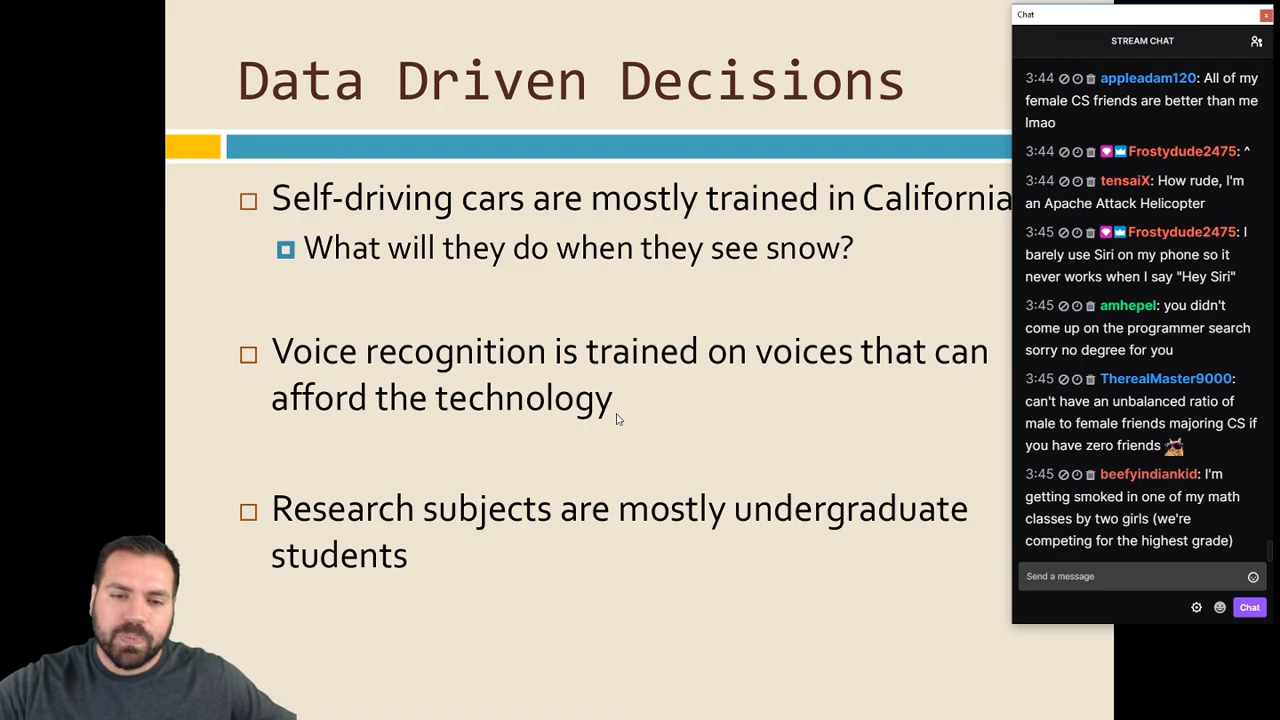 Data Driven Decisions
Self-driving cars are mostly trained in California
What will they do when they see snow?
Voice recognition is trained on voices that can
afford the technology
Research subjects are mostly undergraduate
students
Chat
x
STREAM CHAT
3:44 appleadam120: All of my
female CS friends are better than me
lmao
3:44 Frostydude2475: ^
3:44 tensaiX: How rude, I'm
an Apache Attack Helicopter
3:45 Frostydude2475: I
barely use Siri on my phone so it
never works when I say "Hey Siri"
3:45 amhepel: you didn't
come up on the programmer search
sorry no degree for you
3:45 TherealMaster9000:
can't have an unbalanced ratio of
male to female friends majoring CS if
you have zero friends
3:45 beefyindiankid: I'm
getting smoked in one of my math
classes by two girls (we're
competing for the highest grade)
Send a message
Chat